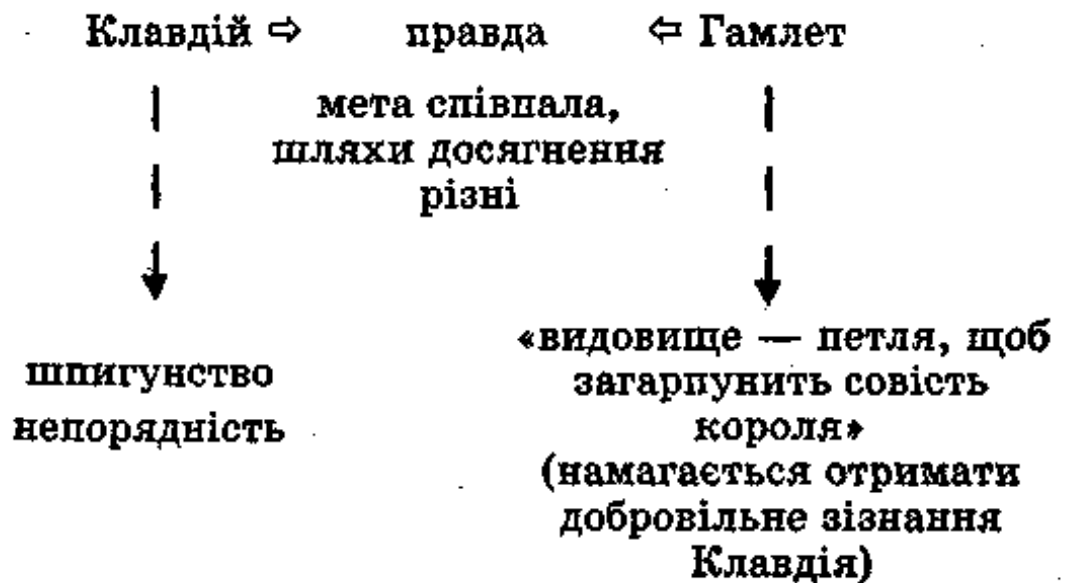 Клавдій ⇨ правда ⇦ Гамлет
мета співпала,
шляхи досягнення
різні
шпигунство
непорядність
«видовище — петля, щоб
загарпунить совість
короля»
(намагається отримати
добровільне зізнання
Клавдія)